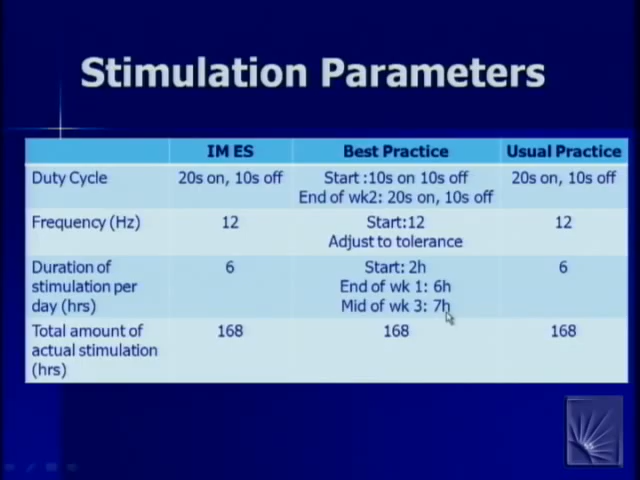 Stimulation Parameters
IM ES Best Practice Usual Practice
Duty Cycle 20s on, 10s off Start :10s on 10s off 20s on, 10s off
End of wk2: 20s on, 10s off
Frequency (Hz) 12 Start:12 12
Adjust to tolerance
Duration of 6 Start: 2h 6
stimulation per End of wk 1: 6h
day (hrs) Mid of wk 3: 7h
Total amount of 168 168 168
actual stimulation
(hrs)